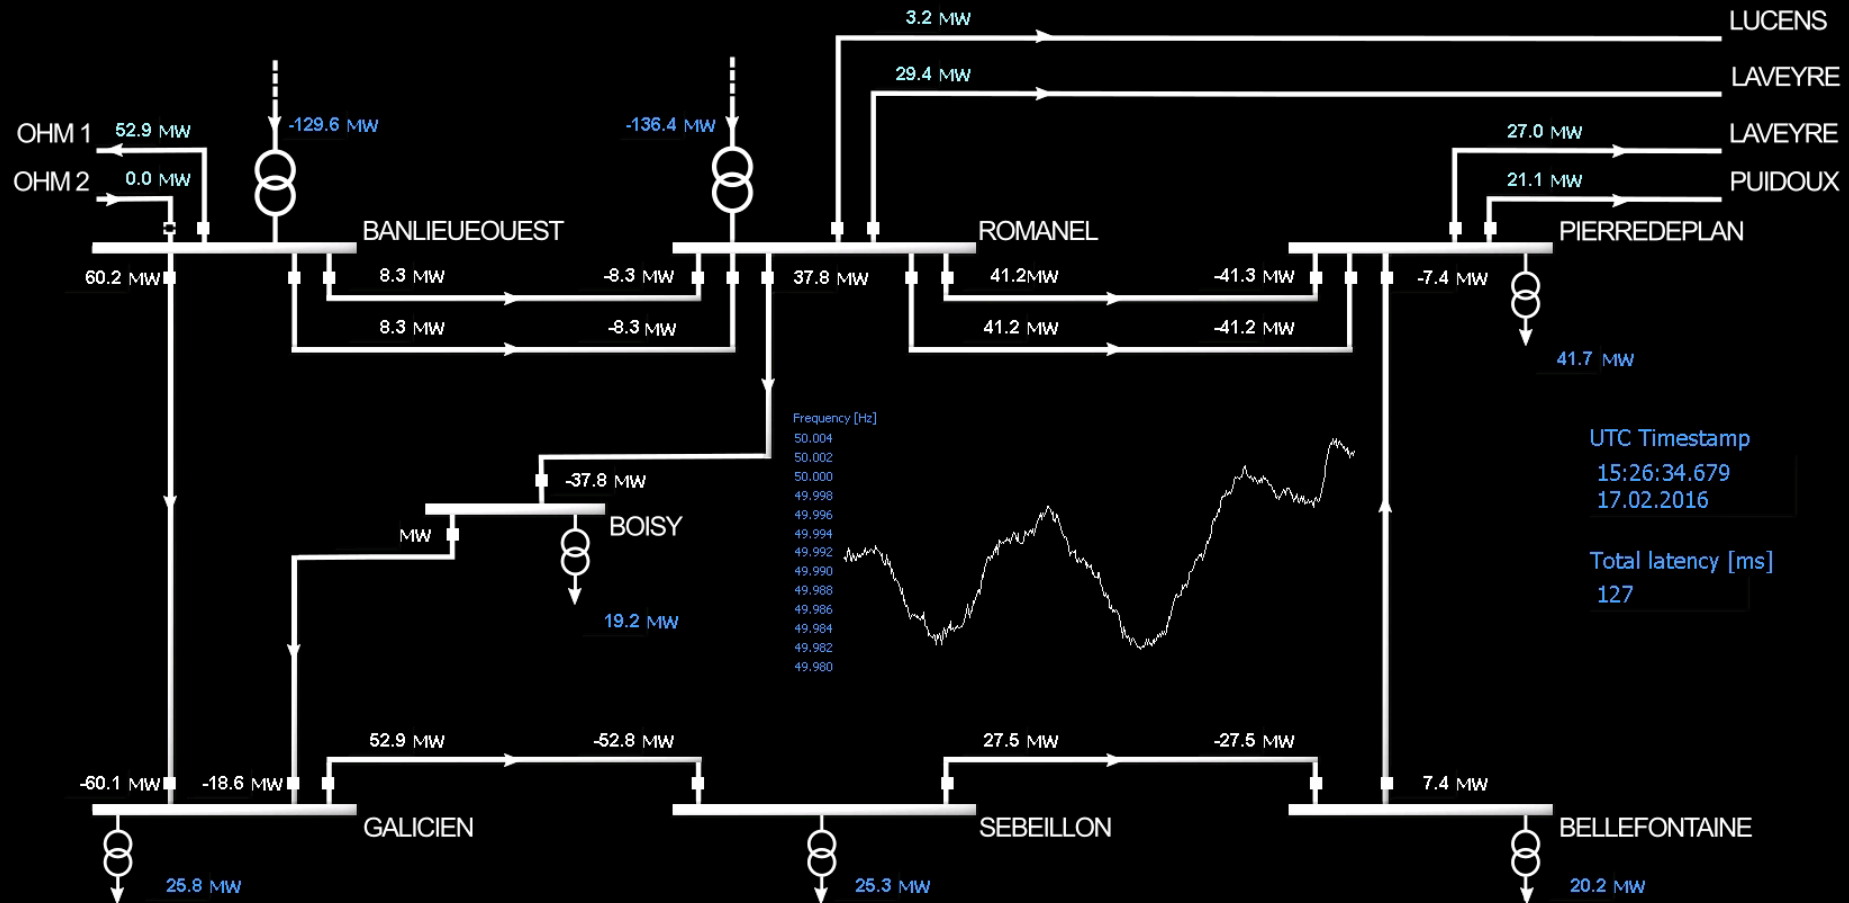 3.2 MW
LUCENS
29.4 MW
LAVEYRE
OHM 1
52.9 MW
-129.6 MW
-136.4 MW
27.0 MW
LAVEYRE
OHM 2
0.0 MW
21.1 MW
PUIDOUX
BANLIEUEOUEST
ROMANEL
PIERREDEPLAN
60.2 MW
8.3 MW
-8.3 MW
37.8 MW
41.2MW
-41.3 MW
-7.4 MW
8.3 MW
-8.3 MW
41.2 MW
-41.2 MW
41.7 MW
Frequency [Hz]
50.004
50.002
50.000
49.998
49.996
49.994
49.992
49.990
49.988
49.986
49.984
49.982
49.980
UTC Timestamp
15:26:34.679
17.02.2016
Total latency [ms]
127
-37.8 MW
BOISY
MW
19.2 MW
52.9 MW
-52.8 MW
27.5 MW
-27.5 MW
-60.1 MW
-18.6 MW
7.4 MW
GALICIEN
SEBEILLON
BELLEFONTAINE
25.8 MW
25.3 MW
20.2 MW